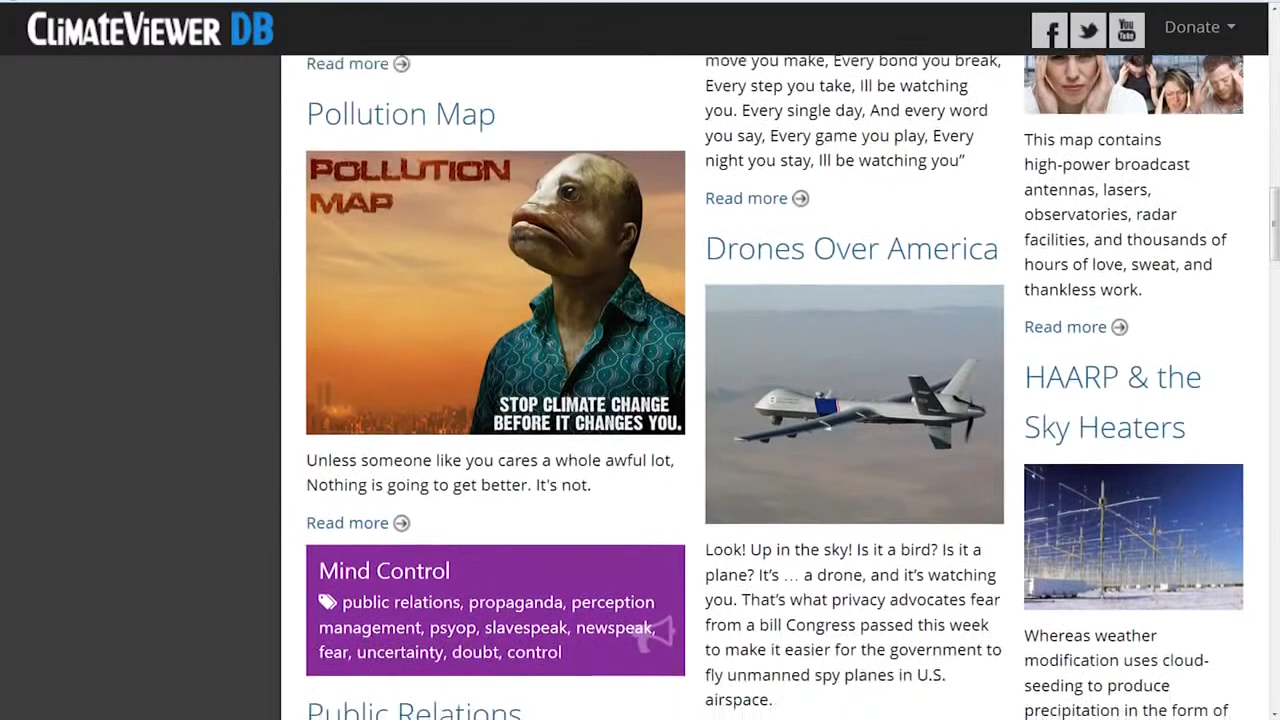 CLIMATEVIEWER DB
Donate
Read more
Pollution Map
POLLUTION
MAP
STOP CLIMATE CHANGE
BEFORE IT CHANGES YOU.
Unless someone like you cares a whole awful lot,
Nothing is going to get better. It's not.
Read more
Mind Control
public relations, propaganda, perception
management, psyop, slavespeak, newspeak,
fear, uncertainty, doubt, control
Public Relations
move you make, Every bond you break,
Every step you take, Ill be watching
you. Every single day, And every word
you say, Every game you play, Every
night you stay, Ill be watching you”
Read more
Drones Over America
Look! Up in the sky! Is it a bird? Is it a
plane? It’s … a drone, and it’s watching
you. That’s what privacy advocates fear
from a bill Congress passed this week
to make it easier for the government to
fly unmanned spy planes in U.S.
airspace.
This map contains
high-power broadcast
antennas, lasers,
observatories, radar
facilities, and thousands of
hours of love, sweat, and
thankless work.
Read more
HAARP & the
Sky Heaters
Whereas weather
modification uses cloud-
seeding to produce
precipitation in the form of